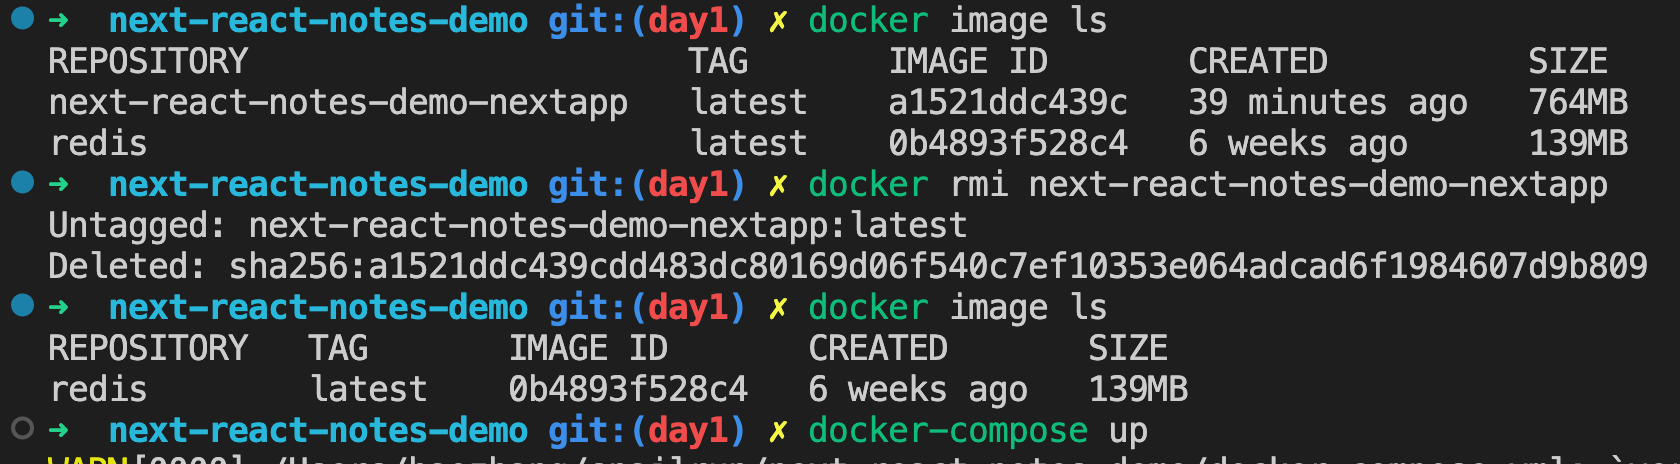 ➜ next-react-notes-demo git:(day1) ✗ docker image ls
REPOSITORY TAG IMAGE ID CREATED SIZE
next-react-notes-demo-nextapp latest a1521ddc439c 39 minutes ago 764MB
redis latest 0b4893f528c4 6 weeks ago 139MB
➜ next-react-notes-demo git:(day1) ✗ docker rmi next-react-notes-demo-nextapp
Untagged: next-react-notes-demo-nextapp:latest
Deleted: sha256:a1521ddc439cdd483dc80169d06f540c7ef10353e064adcad6f1984607d9b809
➜ next-react-notes-demo git:(day1) ✗ docker image ls
REPOSITORY TAG IMAGE ID CREATED SIZE
redis latest 0b4893f528c4 6 weeks ago 139MB
➜ next-react-notes-demo git:(day1) ✗ docker-compose up